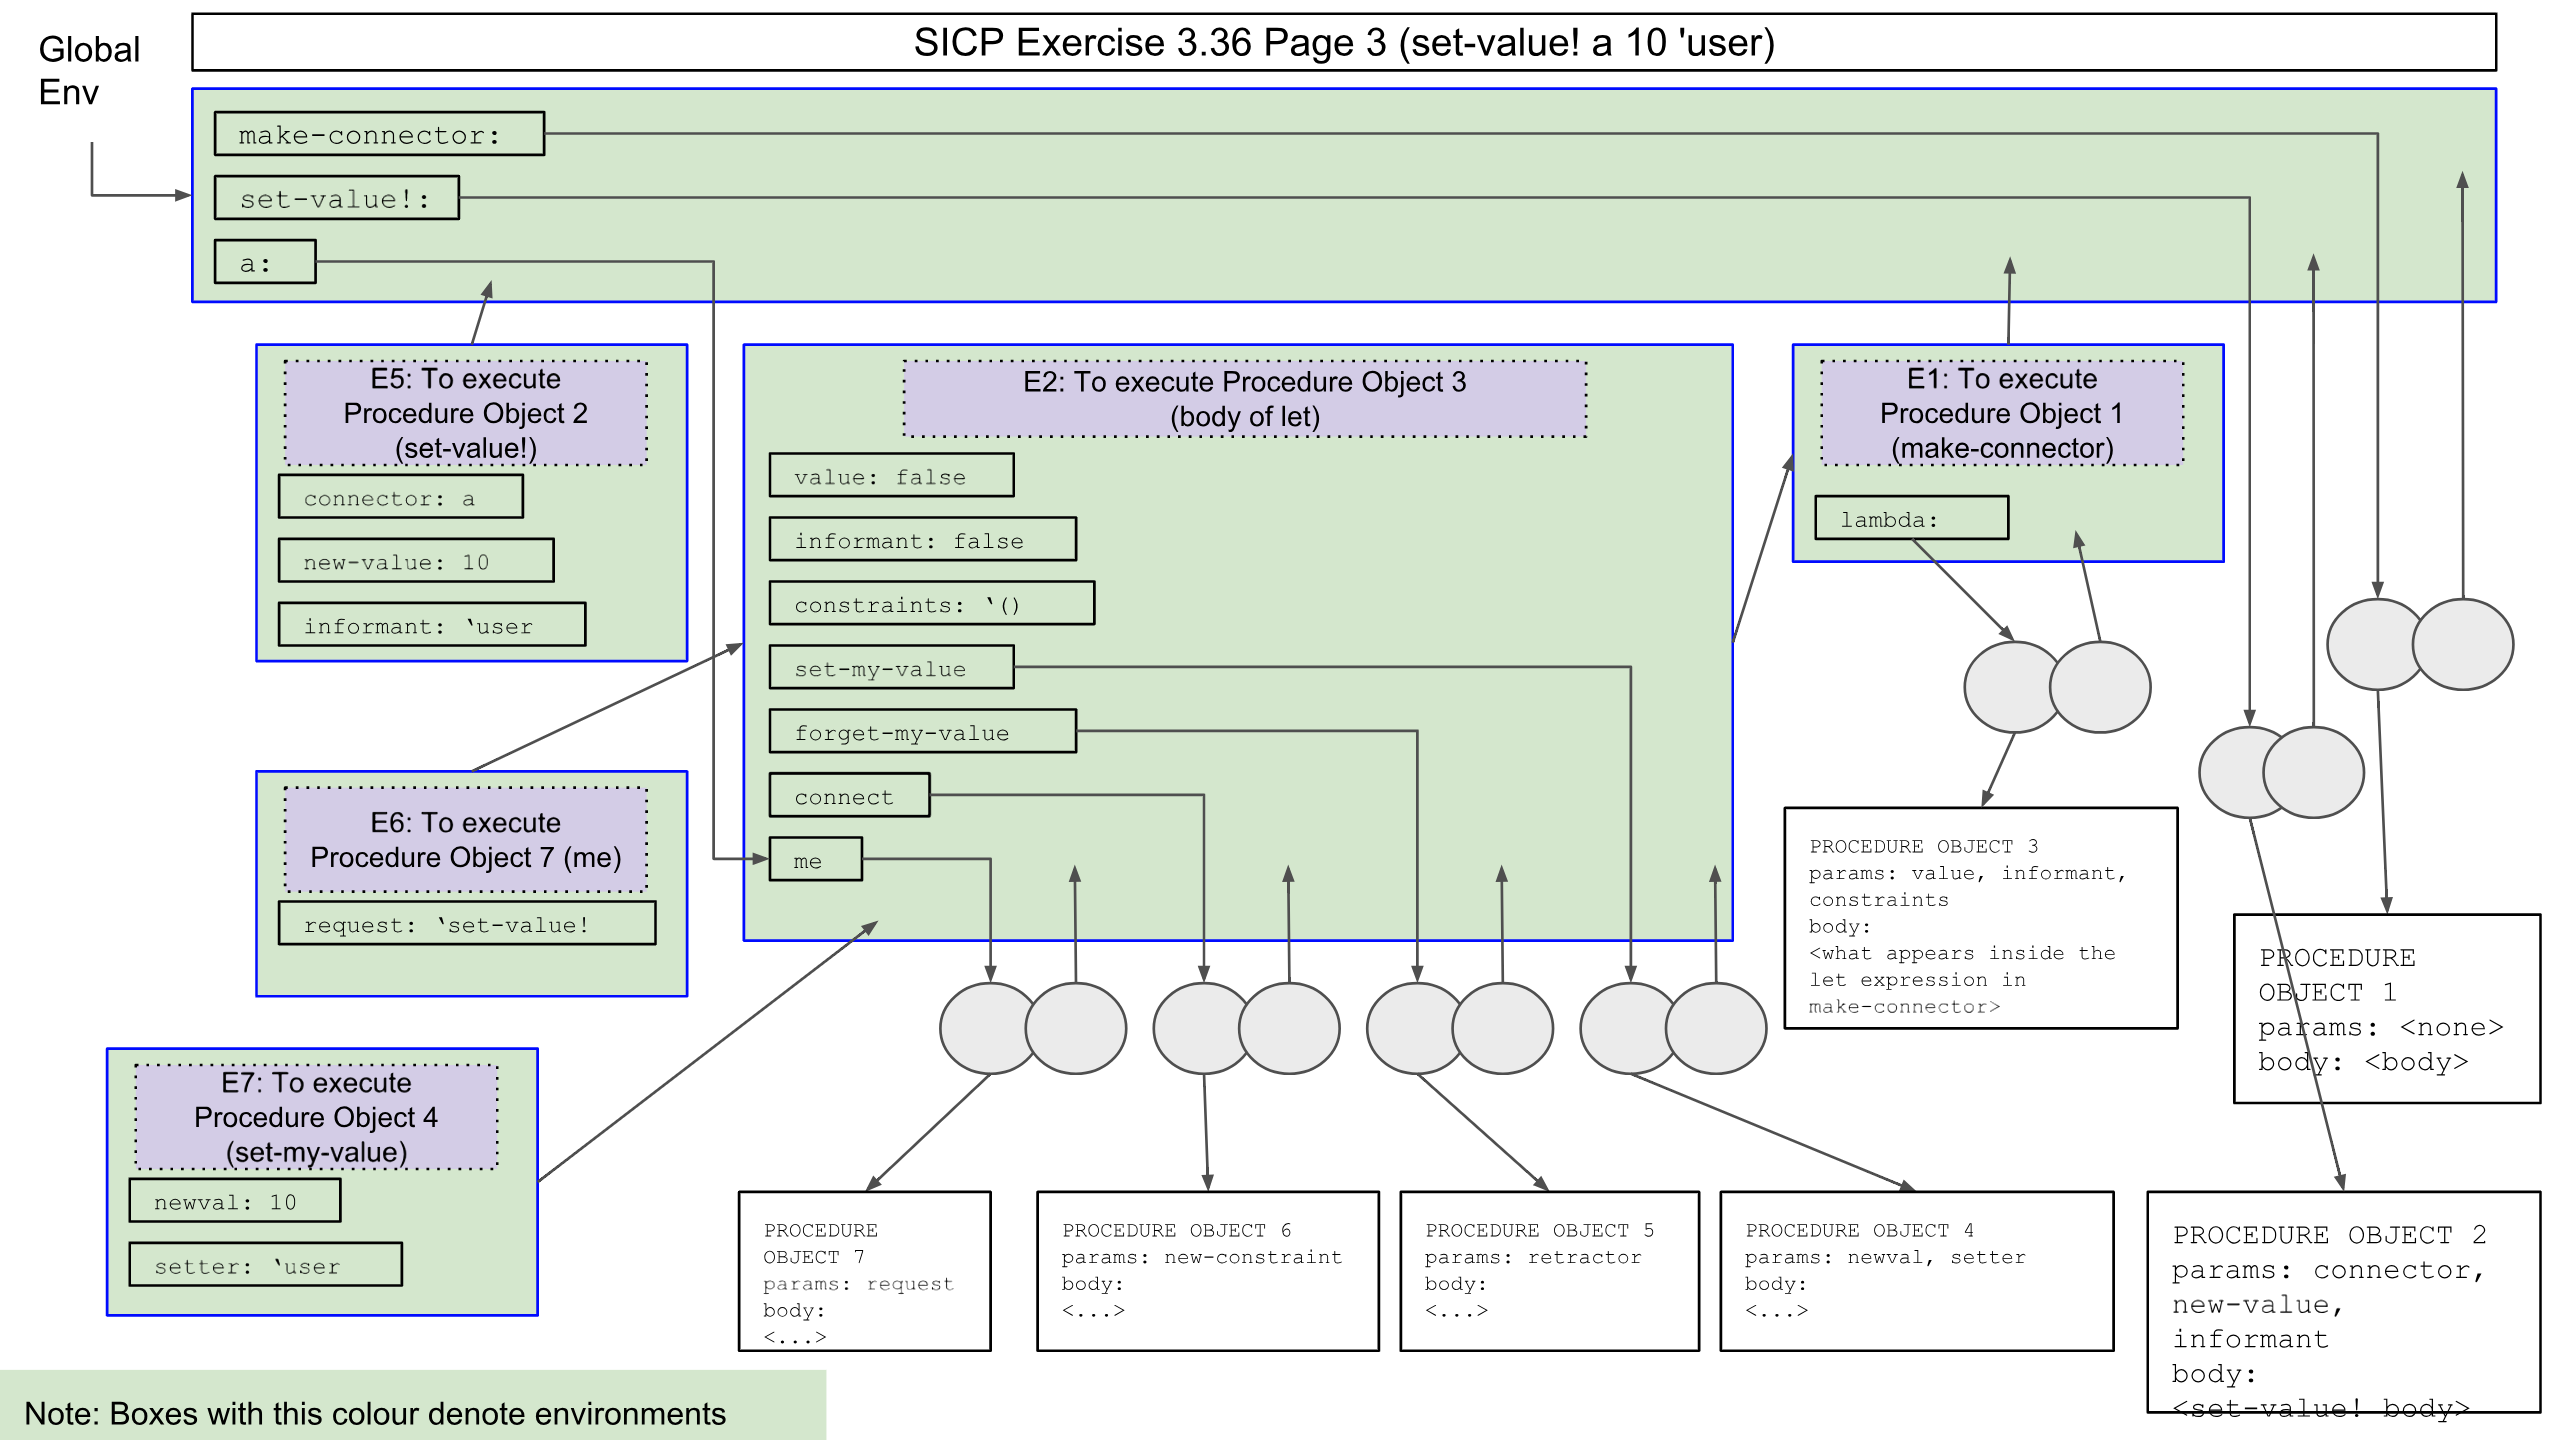 SICP Exercise 3.36 Page 3 (set-value! a 10 'user)
Global
Env
make-connector:
set-value!:
a:
E5: To execute
Procedure Object 2
(set-value!)
connector: a
new-value: 10
informant: ‘user
E2: To execute Procedure Object 3
(body of let)
value: false
informant: false
constraints: ‘()
set-my-value
forget-my-value
connect
me
E1: To execute
Procedure Object 1
(make-connector)
lambda:
E6: To execute
Procedure Object 7 (me)
request: ‘set-value!
E7: To execute
Procedure Object 4
(set-my-value)
newval: 10
setter: ‘user
PROCEDURE OBJECT 3
params: value, informant,
constraints
body:
<what appears inside the
let expression in
make-connector>
PROCEDURE
OBJECT 1
params: <none>
body: <body>
PROCEDURE
OBJECT 7
params: request
body:
<...>
PROCEDURE OBJECT 6
params: new-constraint
body:
<...>
PROCEDURE OBJECT 5
params: retractor
body:
<...>
PROCEDURE OBJECT 4
params: newval, setter
body:
<...>
PROCEDURE OBJECT 2
params: connector,
new-value,
informant
body:
<set-value! body>
Note: Boxes with this colour denote environments